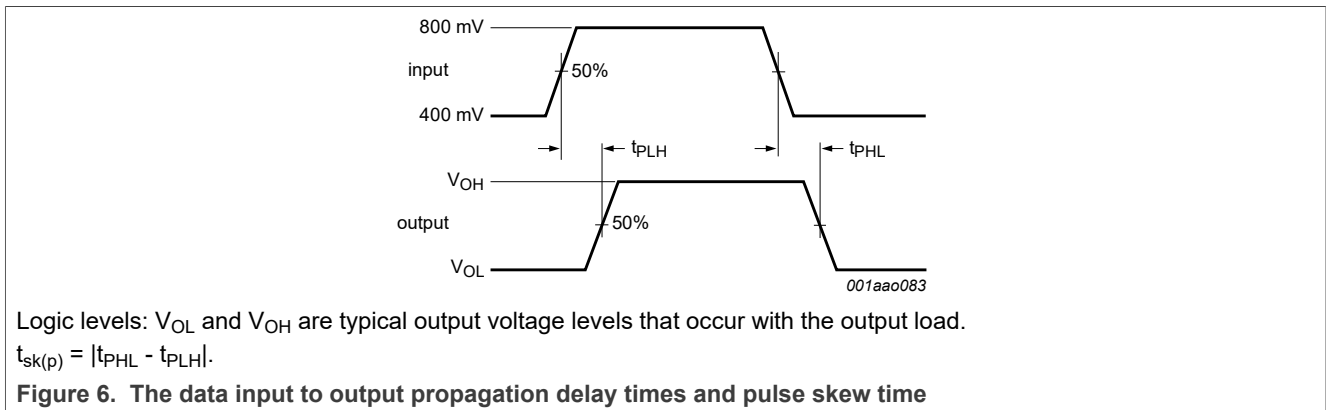 800 mV
input
50%
400 mV
tPLH
tPHL
VOH
output
50%
VOL
001aao083
Logic levels: VOL and VOH are typical output voltage levels that occur with the output load.
tsk(p) = |tPHL - tPLH|.
Figure 6. The data input to output propagation delay times and pulse skew time